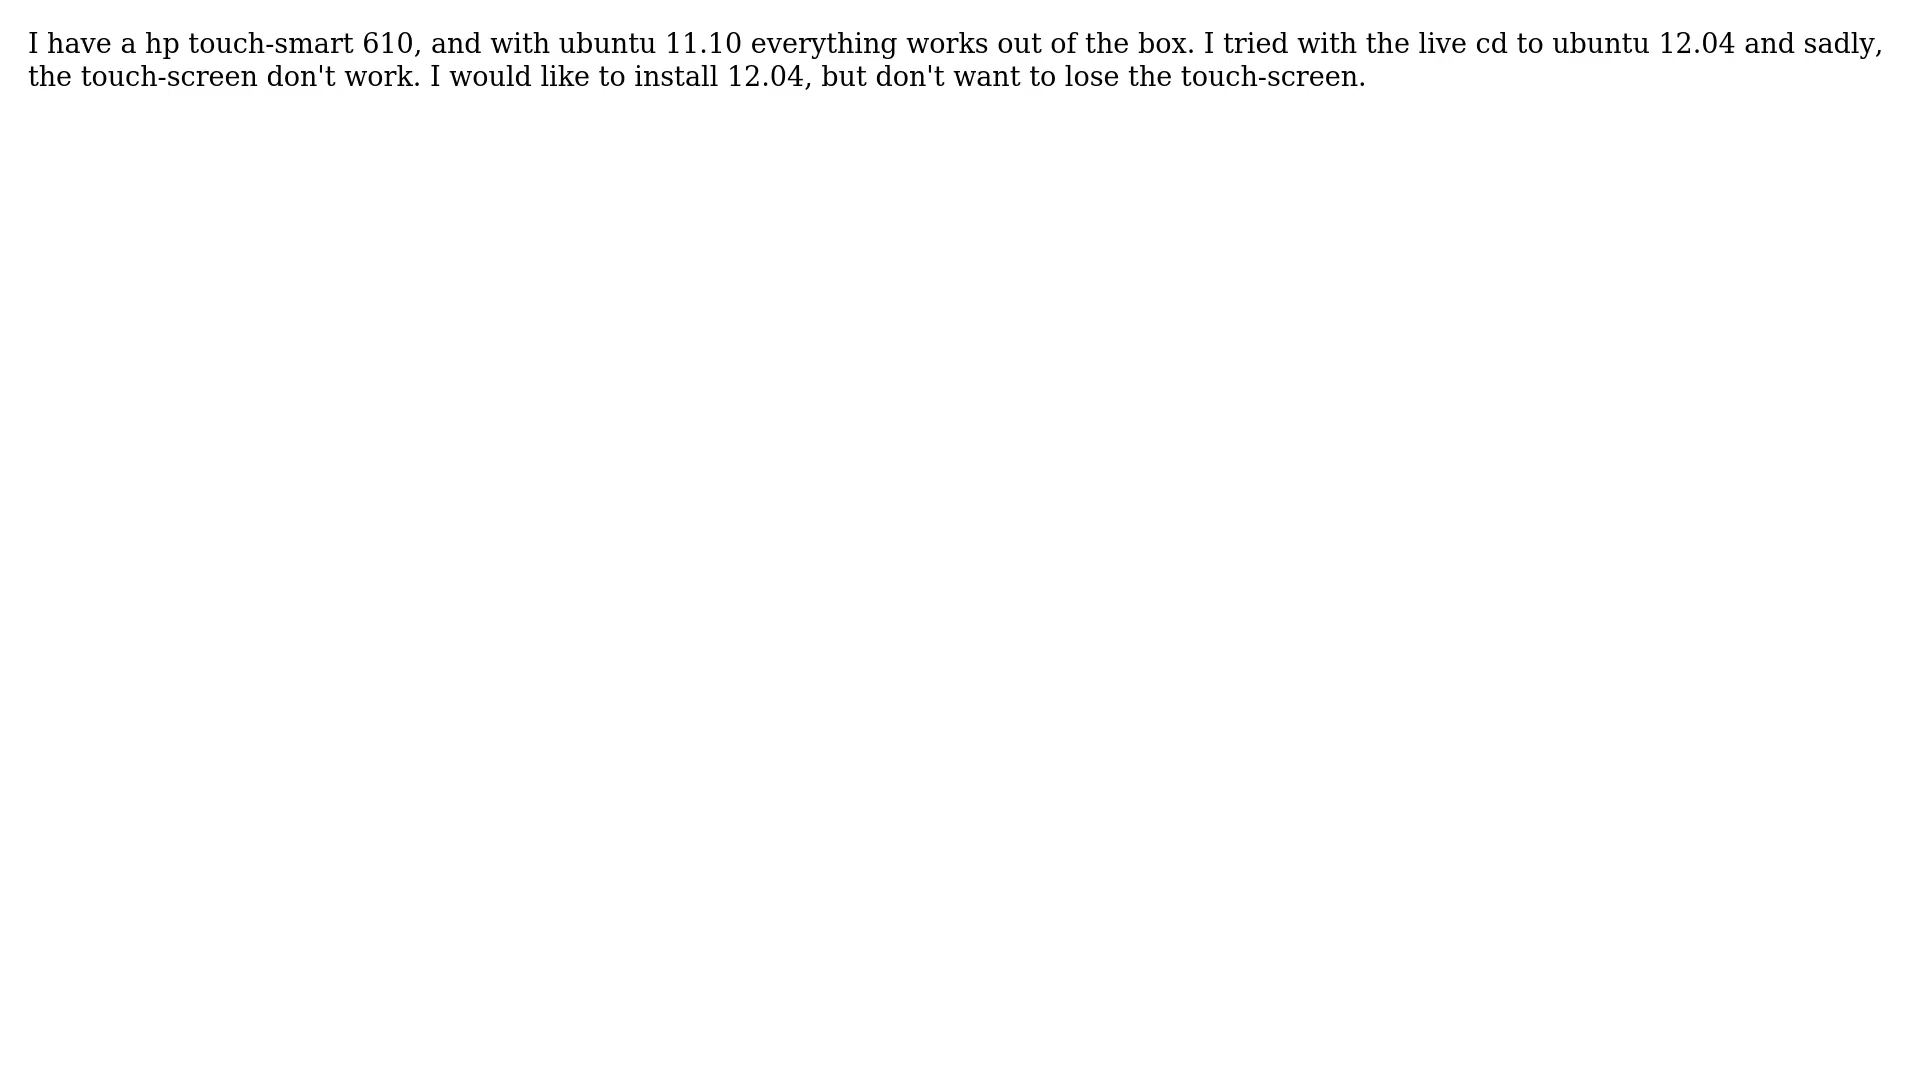 I have a hp touch-smart 610, and with ubuntu 11.10 everything works out of the box. I tried with the live cd to ubuntu 12.04 and sadly,
the touch-screen don't work. I would like to install 12.04, but don't want to lose the touch-screen.